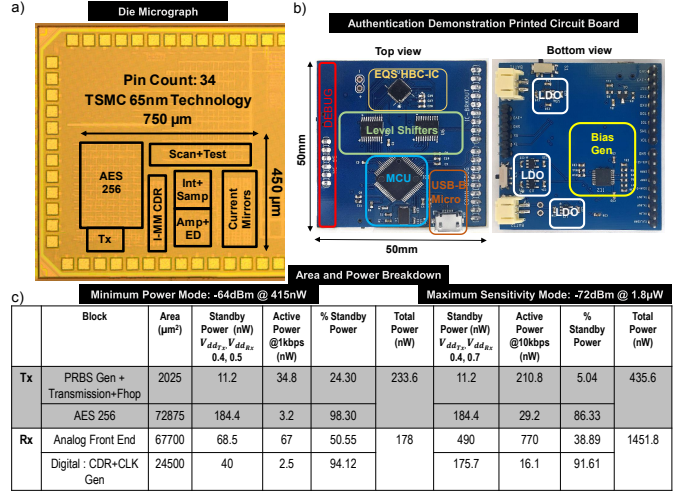 a)
Die Micrograph
Pin Count: 34
TSMC 65nm Technology
750 µm
450 µm
AES
256
Tx
Scan+Test
I-MM CDR
Int+
Samp
Amp+
ED
Current
Mirrors
b)
Authentication Demonstration Printed Circuit Board
Top view
Bottom view
50mm
50mm
DEBUG
EQS HBC-IC
Level Shifters
MCU
USB-B
Micro
LDO
LDO
LDO
Bias
Gen
Area and Power Breakdown
c)
Minimum Power Mode: -64dBm @ 415nW
Maximum Sensitivity Mode: -72dBm @ 1.8µW
Block
Area
(µm²)
Standby
Power (nW)
V_dd_Tx, V_dd_Rx
0.4, 0.5
Active
Power
@1kbps
(nW)
% Standby
Power
Total
Power
(nW)
Standby
Power (nW)
V_dd_Tx, V_dd_Rx
0.4, 0.7
Active
Power
@10kbps
(nW)
%
Standby
Power
Total
Power
(nW)
Tx PRBS Gen +
Transmission+Fhop 2025 11.2 34.8 24.30 233.6 11.2 210.8 5.04 435.6
AES 256 72875 184.4 3.2 98.30 184.4 29.2 86.33
Rx Analog Front End 67700 68.5 67 50.55 178 490 770 38.89 1451.8
Digital : CDR+CLK
Gen 24500 40 2.5 94.12 175.7 16.1 91.61